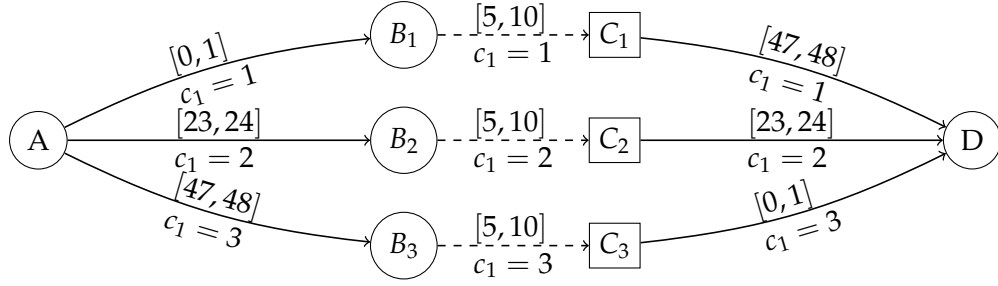 [0, 1]
c₁ = 1
B₁
[5, 10]
c₁ = 1
C₁
[47, 48]
c₁ = 1
A
[23, 24]
c₁ = 2
B₂
[5, 10]
c₁ = 2
C₂
[23, 24]
c₁ = 2
D
[47, 48]
c₁ = 3
B₃
[5, 10]
c₁ = 3
C₃
[0, 1]
c₁ = 3